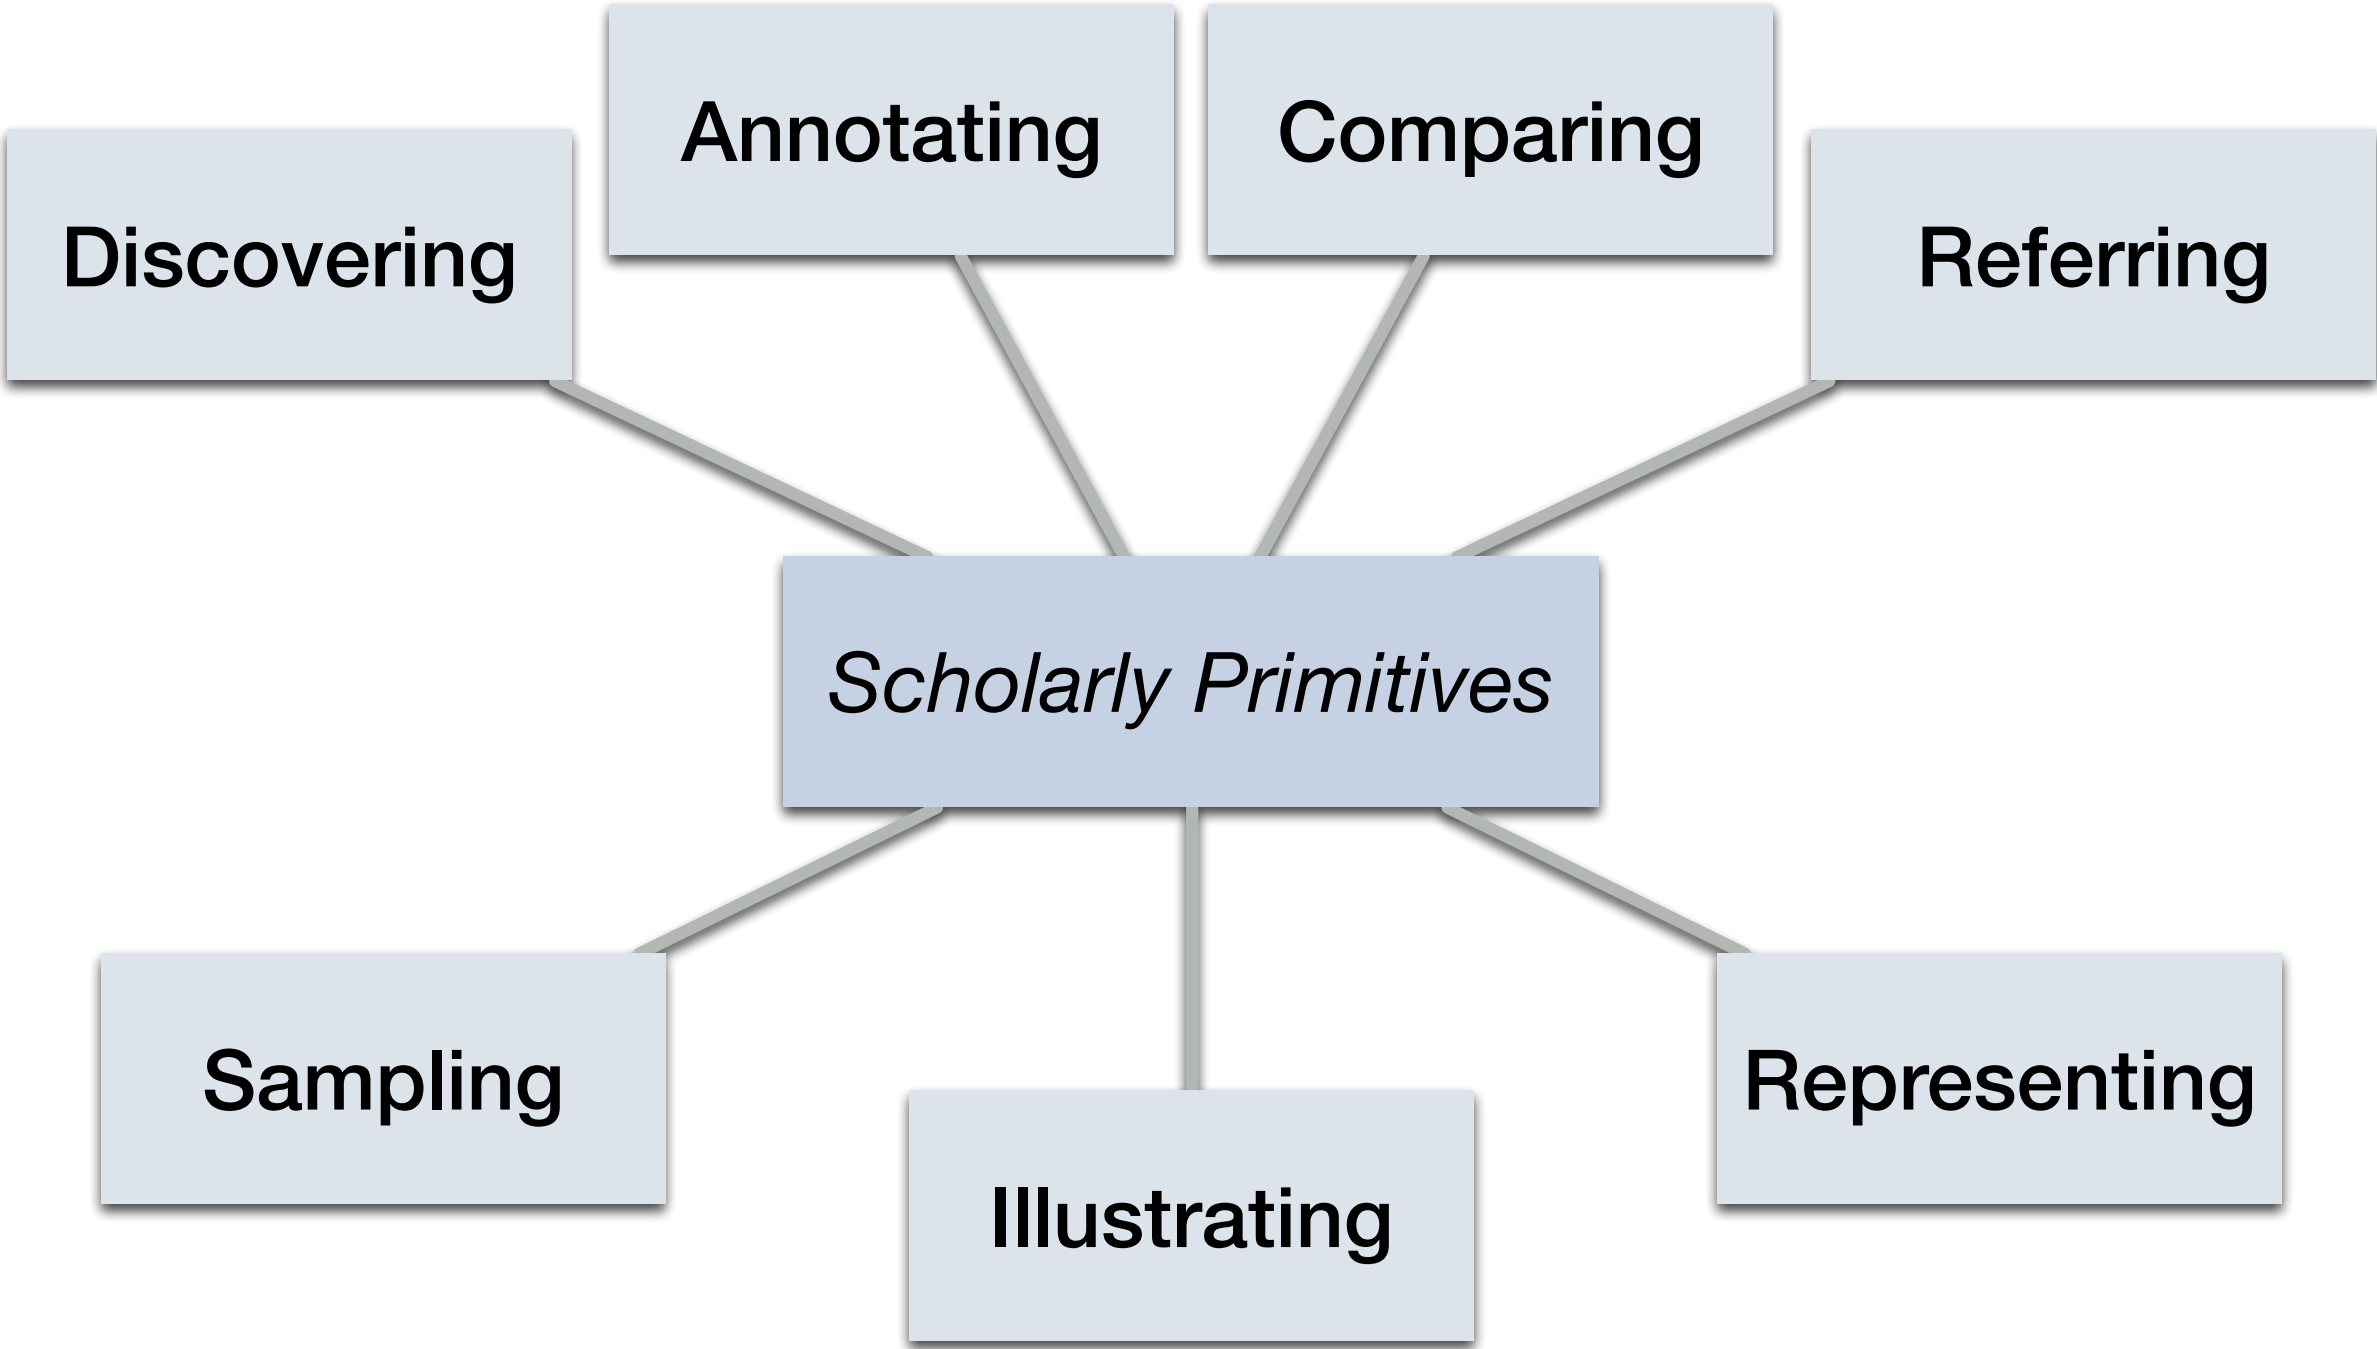 Annotating
Comparing
Discovering
Referring
Scholarly Primitives
Sampling
Representing
Illustrating